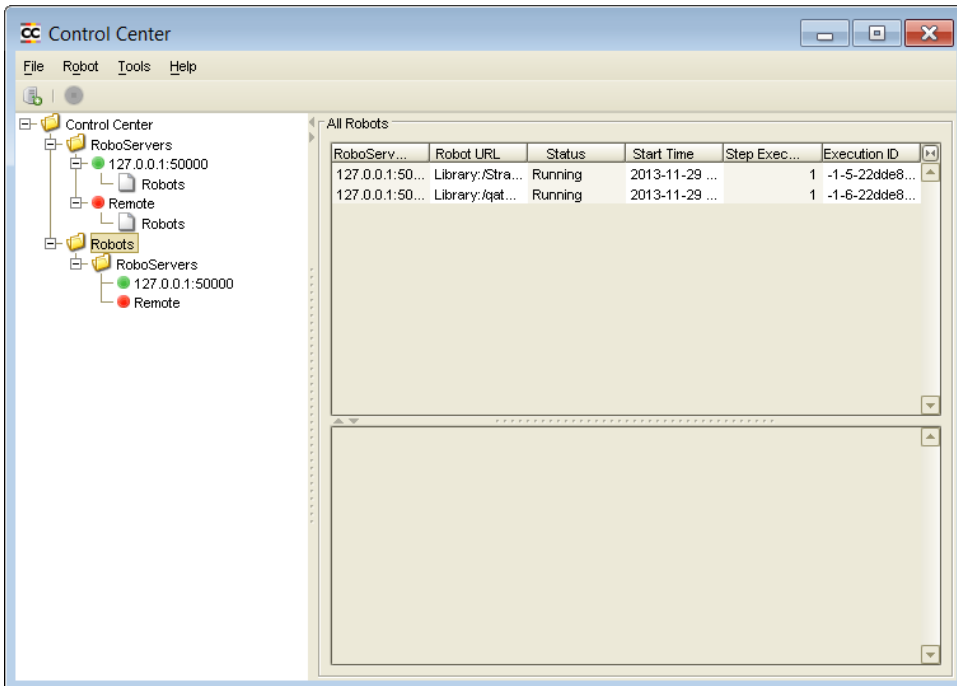 CC Control Center
File Robot Tools Help
Control Center
RoboServers
127.0.0.1:50000
Robots
Remote
Robots
Robots
RoboServers
127.0.0.1:50000
Remote
All Robots
RoboServ... Robot URL Status Start Time Step Exec... Execution ID
127.0.0.1:50... Library:/Stra... Running 2013-11-29 ... 1 -1-5-22dde8...
127.0.0.1:50... Library:/qat... Running 2013-11-29 ... 1 -1-6-22dde8...